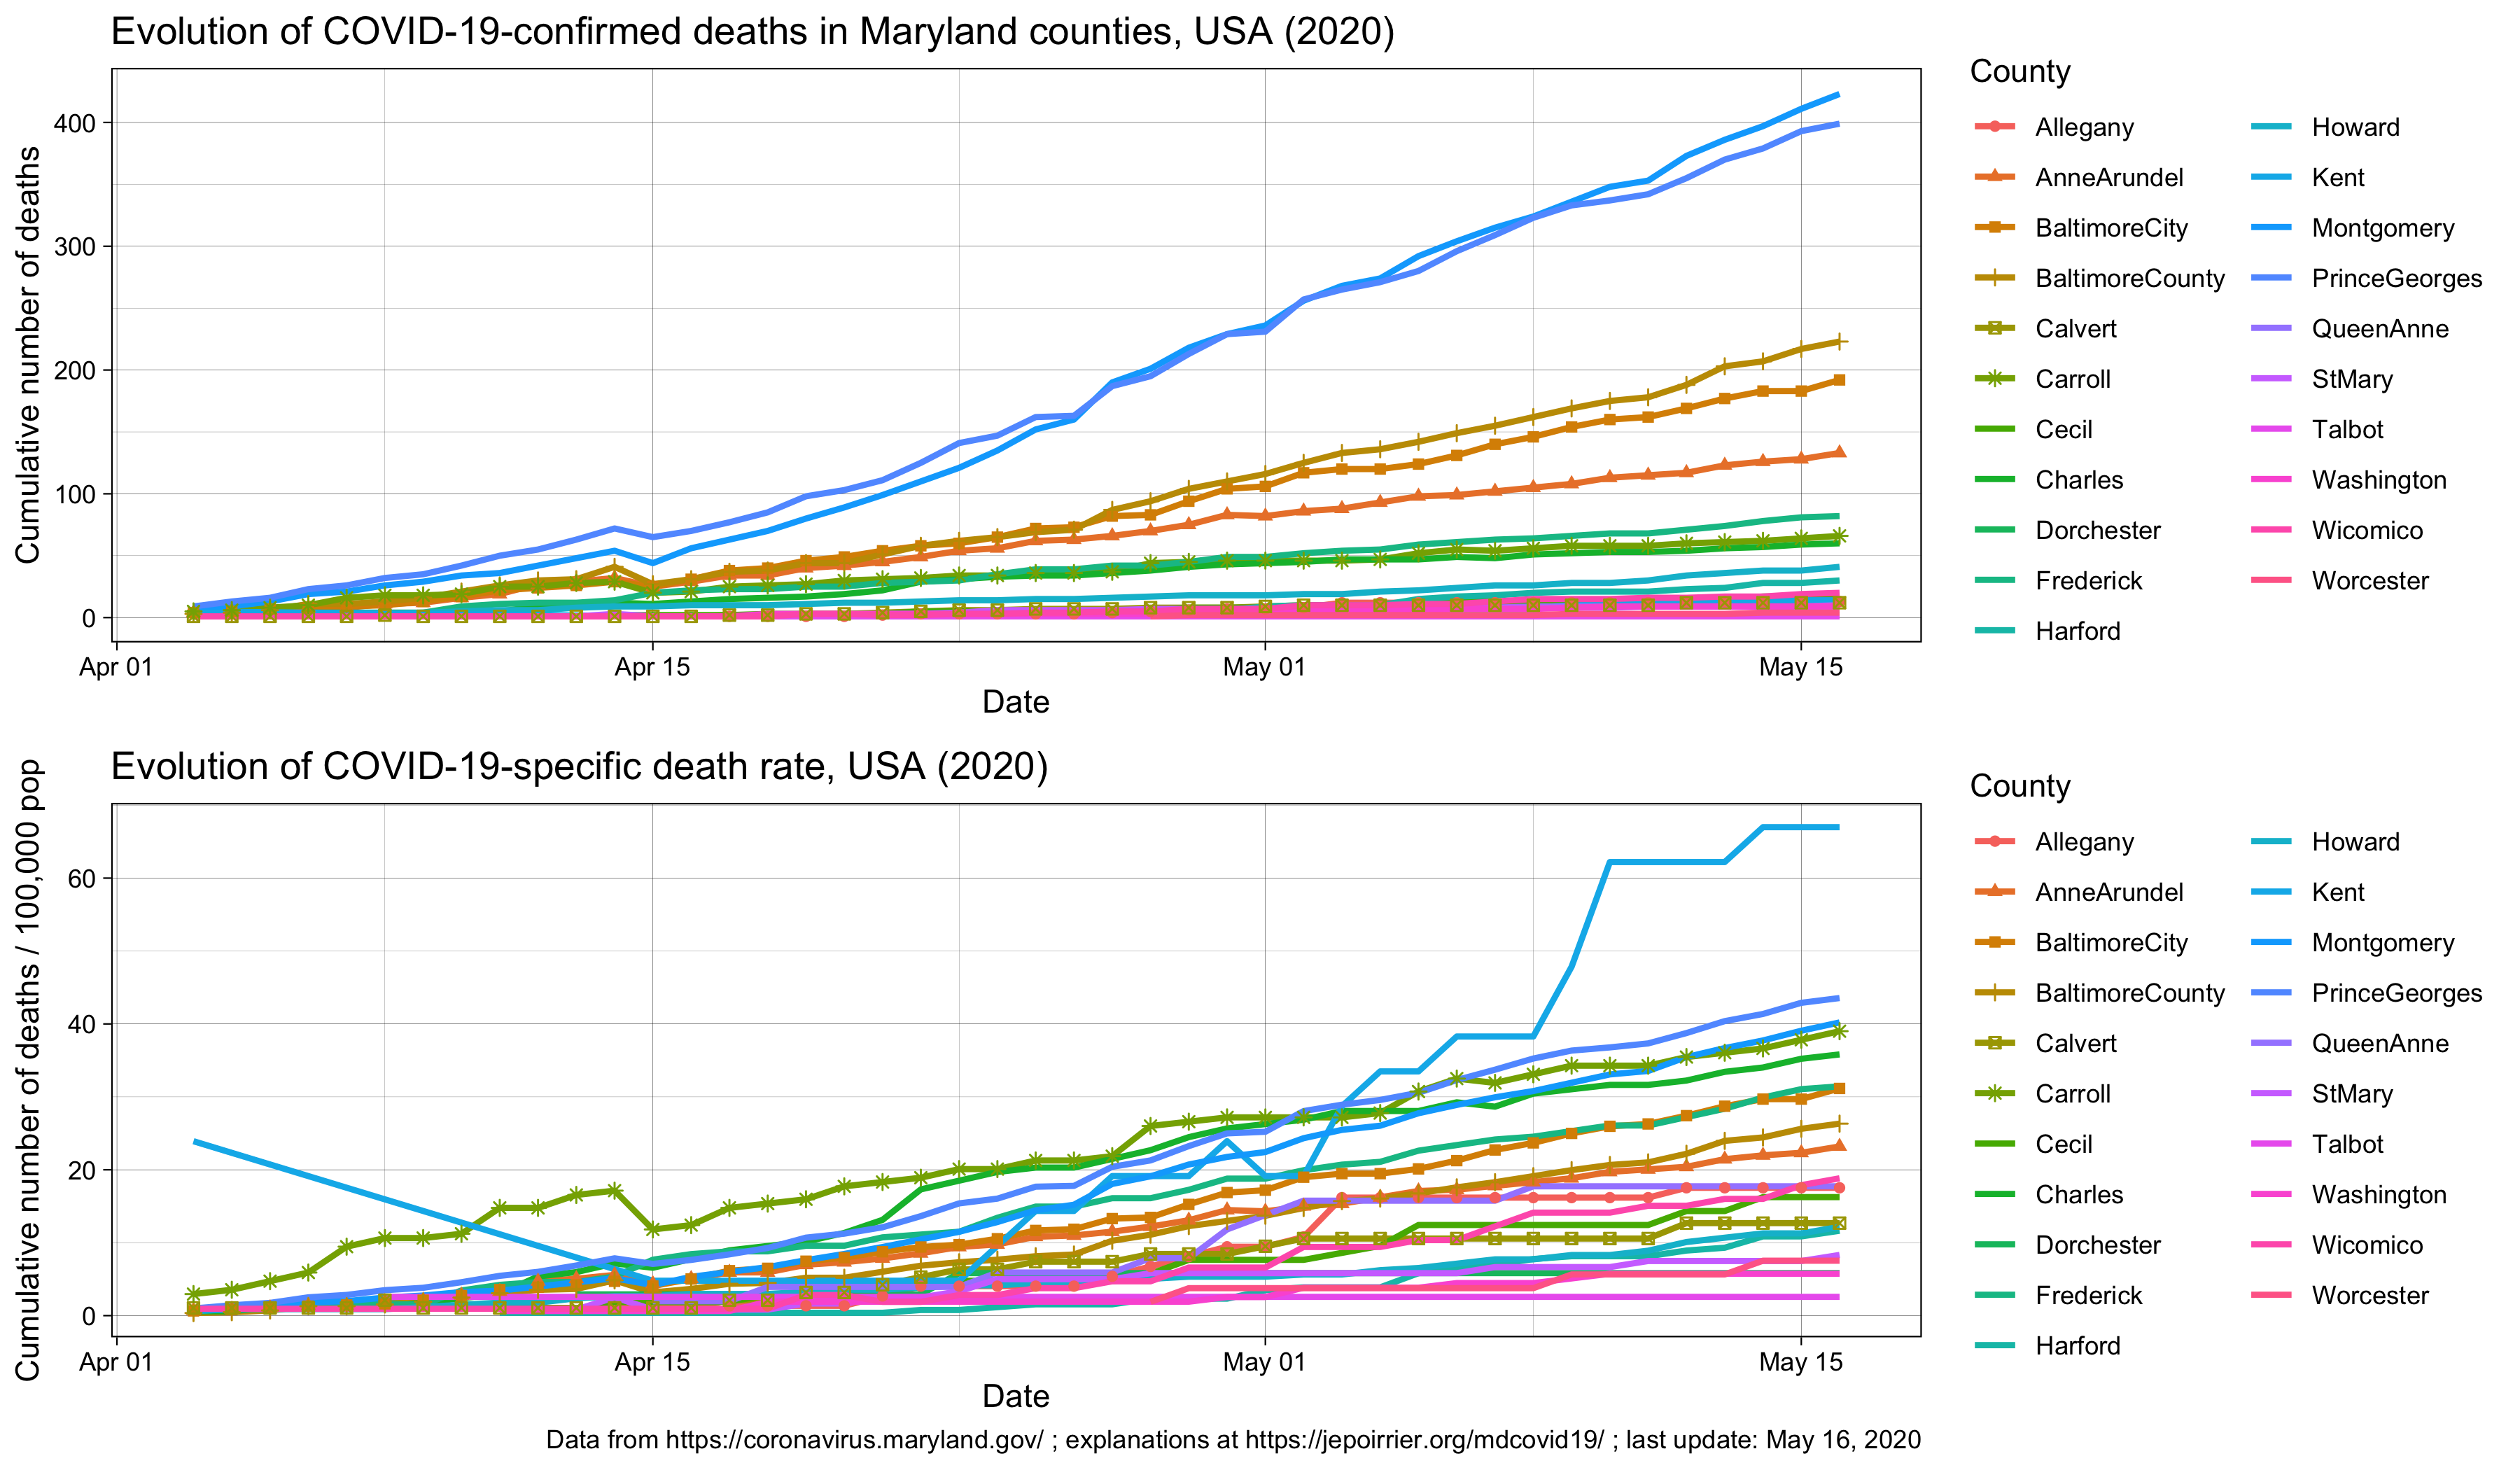 Evolution of COVID-19-confirmed deaths in Maryland counties, USA (2020)
Cumulative number of deaths
400
300
200
100
0
Apr 01
Apr 15
May 01
May 15
Date
County
Allegany
AnneArundel
BaltimoreCity
BaltimoreCounty
Calvert
Carroll
Cecil
Charles
Dorchester
Frederick
Harford
Howard
Kent
Montgomery
PrinceGeorges
QueenAnne
StMary
Talbot
Washington
Wicomico
Worcester
Evolution of COVID-19-specific death rate, USA (2020)
Cumulative number of deaths / 100,000 pop
60
40
20
0
Apr 01
Apr 15
May 01
May 15
Date
County
Allegany
AnneArundel
BaltimoreCity
BaltimoreCounty
Calvert
Carroll
Cecil
Charles
Dorchester
Frederick
Harford
Howard
Kent
Montgomery
PrinceGeorges
QueenAnne
StMary
Talbot
Washington
Wicomico
Worcester
Data from https://coronavirus.maryland.gov/ ; explanations at https://jepoirrier.org/mdcovid19/ ; last update: May 16, 2020